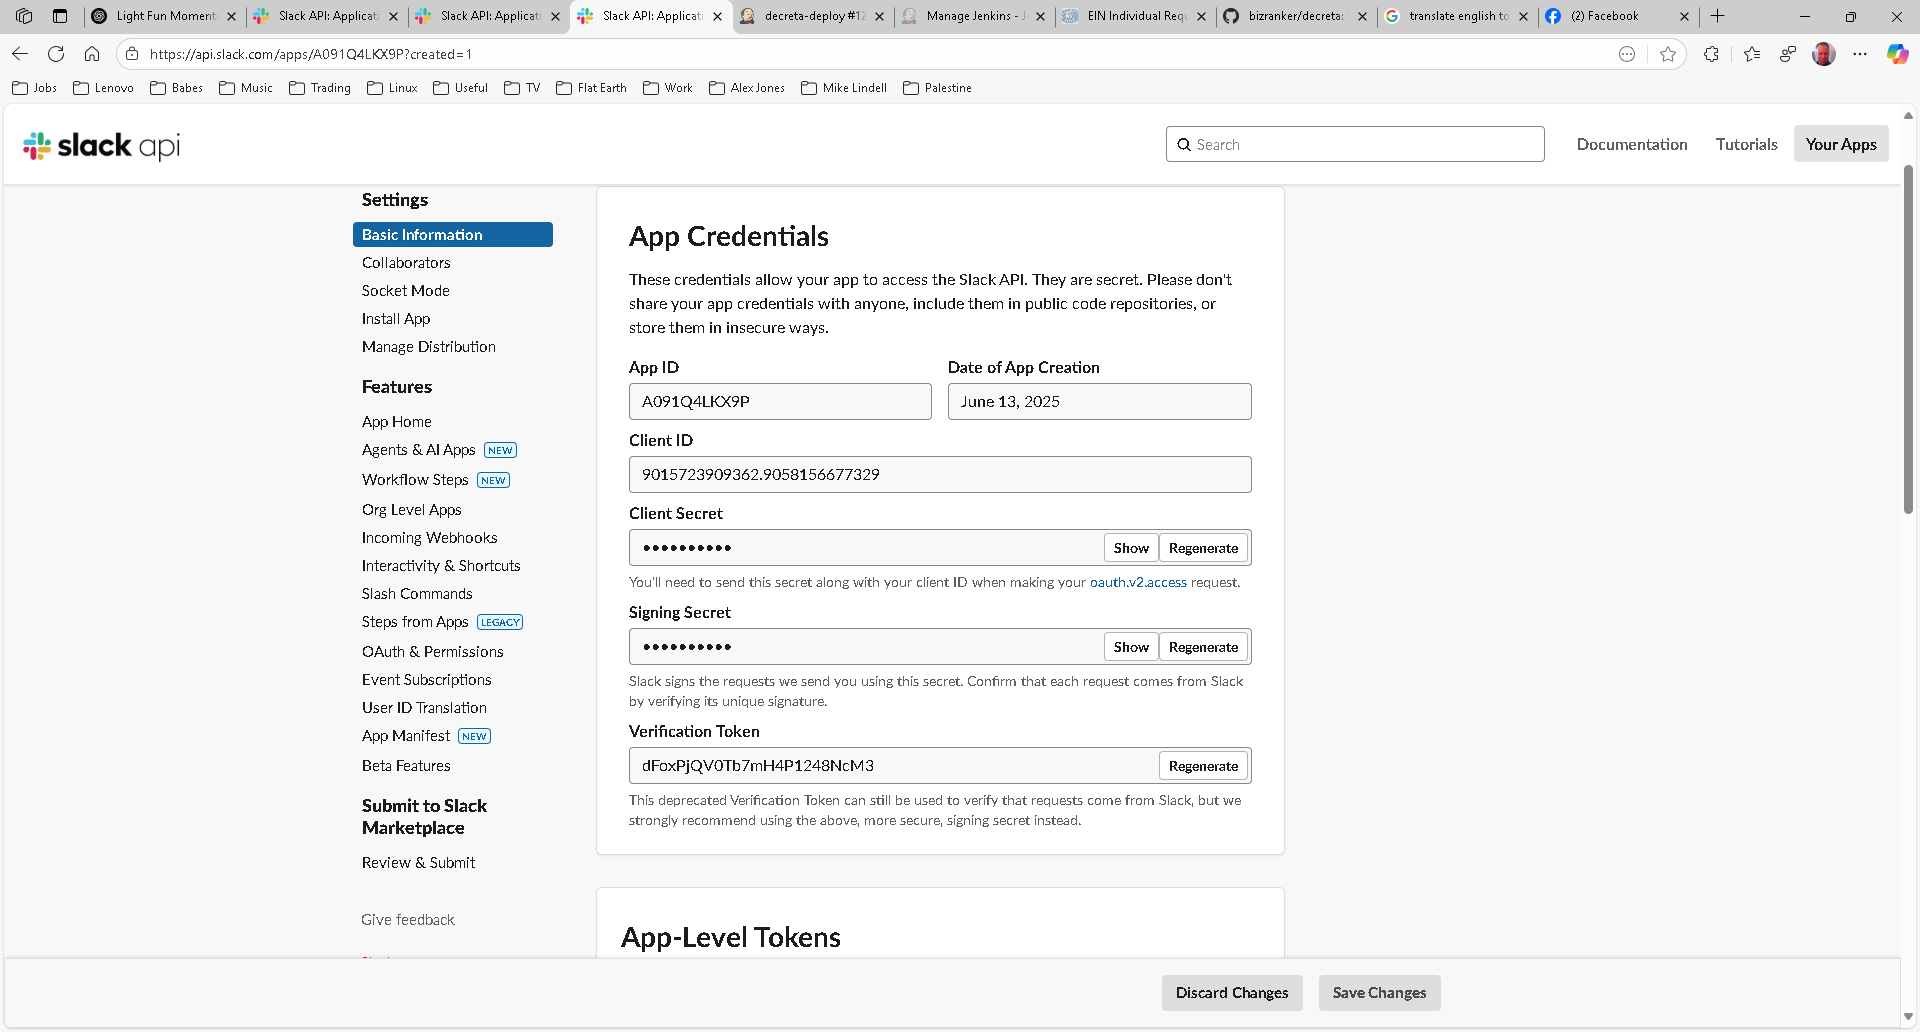 Light Fun Moment
Slack API: Applicati
Slack API: Applicati
Slack API: Applicati
decreta-deploy #12
Manage Jenkins - J
EIN Individual Requ
bizranker/decreta:
translate english to
(2) Facebook
https://api.slack.com/apps/A091Q4LKX9P?created=1
Jobs
Lenovo
Babes
Music
Trading
Linux
Useful
TV
Flat Earth
Work
Alex Jones
Mike Lindell
Palestine
slack api
Search
Documentation
Tutorials
Your Apps
Settings
Basic Information
Collaborators
Socket Mode
Install App
Manage Distribution
Features
App Home
Agents & AI Apps NEW
Workflow Steps NEW
Org Level Apps
Incoming Webhooks
Interactivity & Shortcuts
Slash Commands
Steps from Apps LEGACY
OAuth & Permissions
Event Subscriptions
User ID Translation
App Manifest NEW
Beta Features
Submit to Slack
Marketplace
Review & Submit
Give feedback
App Credentials
These credentials allow your app to access the Slack API. They are secret. Please don't
share your app credentials with anyone, include them in public code repositories, or
store them in insecure ways.
App ID
Date of App Creation
A091Q4LKX9P
June 13, 2025
Client ID
9015723909362.9058156677329
Client Secret
••••••••••
Show
Regenerate
You'll need to send this secret along with your client ID when making your oauth.v2.access request.
Signing Secret
••••••••••
Show
Regenerate
Slack signs the requests we send you using this secret. Confirm that each request comes from Slack
by verifying its unique signature.
Verification Token
dFoxPjQV0Tb7mH4P1248NcM3
Regenerate
This deprecated Verification Token can still be used to verify that requests come from Slack, but we
strongly recommend using the above, more secure, signing secret instead.
App-Level Tokens
Discard Changes
Save Changes